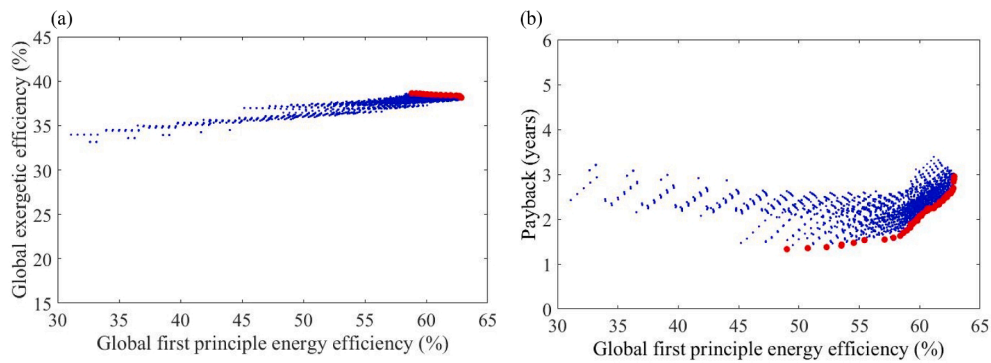 (a)
45
40
35
30
25
20
15
Global exergetic efficiency (%)
30 35 40 45 50 55 60 65
Global first principle energy efficiency (%)
(b)
6
5
4
3
2
1
0
Payback (years)
30 35 40 45 50 55 60 65
Global first principle energy efficiency (%)